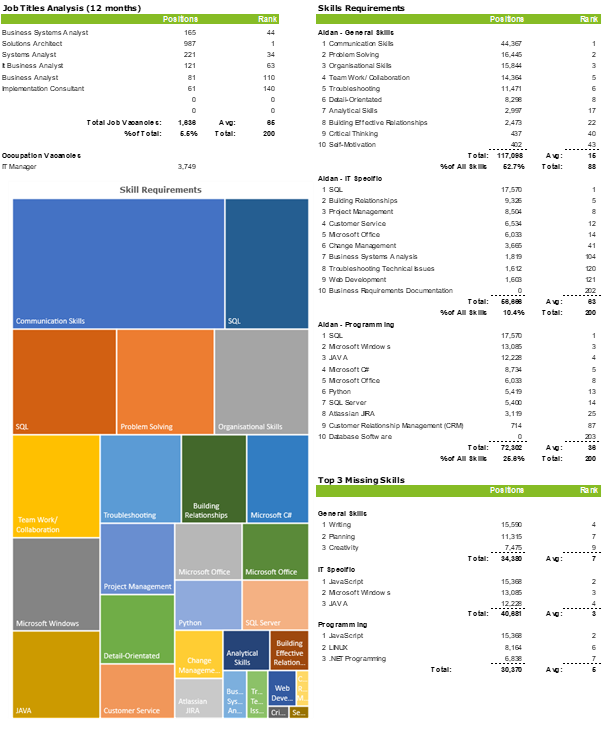 Job Titles Analysis (12 months)
Positions Rank
Business Systems Analyst 165 44
Solutions Architect 987 1
Systems Analyst 221 34
It Business Analyst 121 63
Business Analyst 81 110
Implementation Consultant 61 140
0 0
0 0
Total Job Vacancies: 1,636 Avg: 65
% of Total: 5.5% Total: 200
Occupation Vacancies
IT Manager 3,749
Skill Requirements
Communication Skills
SQL
SQL
Problem Solving
Organisational Skills
Team Work/
Collaboration
Troubleshooting
Building
Relationships
Microsoft C#
Microsoft Windows
Project Management
Microsoft Office
Microsoft Office
Python
SQL Server
JAVA
Detail-Orientated
Customer Service
Change
Manageme...
Analytical
Skills
Building
Effective
Relation...
Atlassian
JIRA
Bus...
Sys...
An...
Tr...
Te...
Iss...
Web
Deve...
C...
M...
Cri...
Se...
Skills Requirements
Positions Rank
Aidan - General Skills
1 Communication Skills 44,367 1
2 Problem Solving 16,445 2
3 Organisational Skills 15,844 3
4 Team Work/ Collaboration 14,364 5
5 Troubleshooting 11,471 6
6 Detail-Orientated 8,298 8
7 Analytical Skills 2,997 17
8 Building Effective Relationships 2,473 22
9 Critical Thinking 437 40
10 Self-Motivation 402 43
Total: 117,098 Avg: 15
% of All Skills 52.7% Total: 88
Aidan - IT Specific
1 SQL 17,570 1
2 Building Relationships 9,326 5
3 Project Management 8,504 8
4 Customer Service 6,534 12
5 Microsoft Office 6,033 14
6 Change Management 3,665 41
7 Business Systems Analysis 1,819 104
8 Troubleshooting Technical Issues 1,612 120
9 Web Development 1,603 121
10 Business Requirements Documentation 0 202
Total: 56,666 Avg: 63
% of All Skills 10.4% Total: 200
Aidan - Programming
1 SQL 17,570 1
2 Microsoft Windows 13,085 3
3 JAVA 12,228 4
4 Microsoft C# 8,734 5
5 Microsoft Office 6,033 8
6 Python 5,419 13
7 SQL Server 5,400 14
8 Atlassian JIRA 3,119 25
9 Customer Relationship Management (CRM) 714 87
10 Database Software 0 203
Total: 72,302 Avg: 36
% of All Skills 25.6% Total: 200
Top 3 Missing Skills
Positions Rank
General Skills
1 Writing 15,590 4
2 Planning 11,315 7
3 Creativity 7,475 9
Total: 34,380 Avg: 7
IT Specific
1 JavaScript 15,368 2
2 Microsoft Windows 13,085 3
3 JAVA 12,228 4
Total: 40,681 Avg: 3
Programming
1 JavaScript 15,368 2
2 LINUX 8,164 6
3 .NET Programming 6,838 7
Total: 30,370 Avg: 5